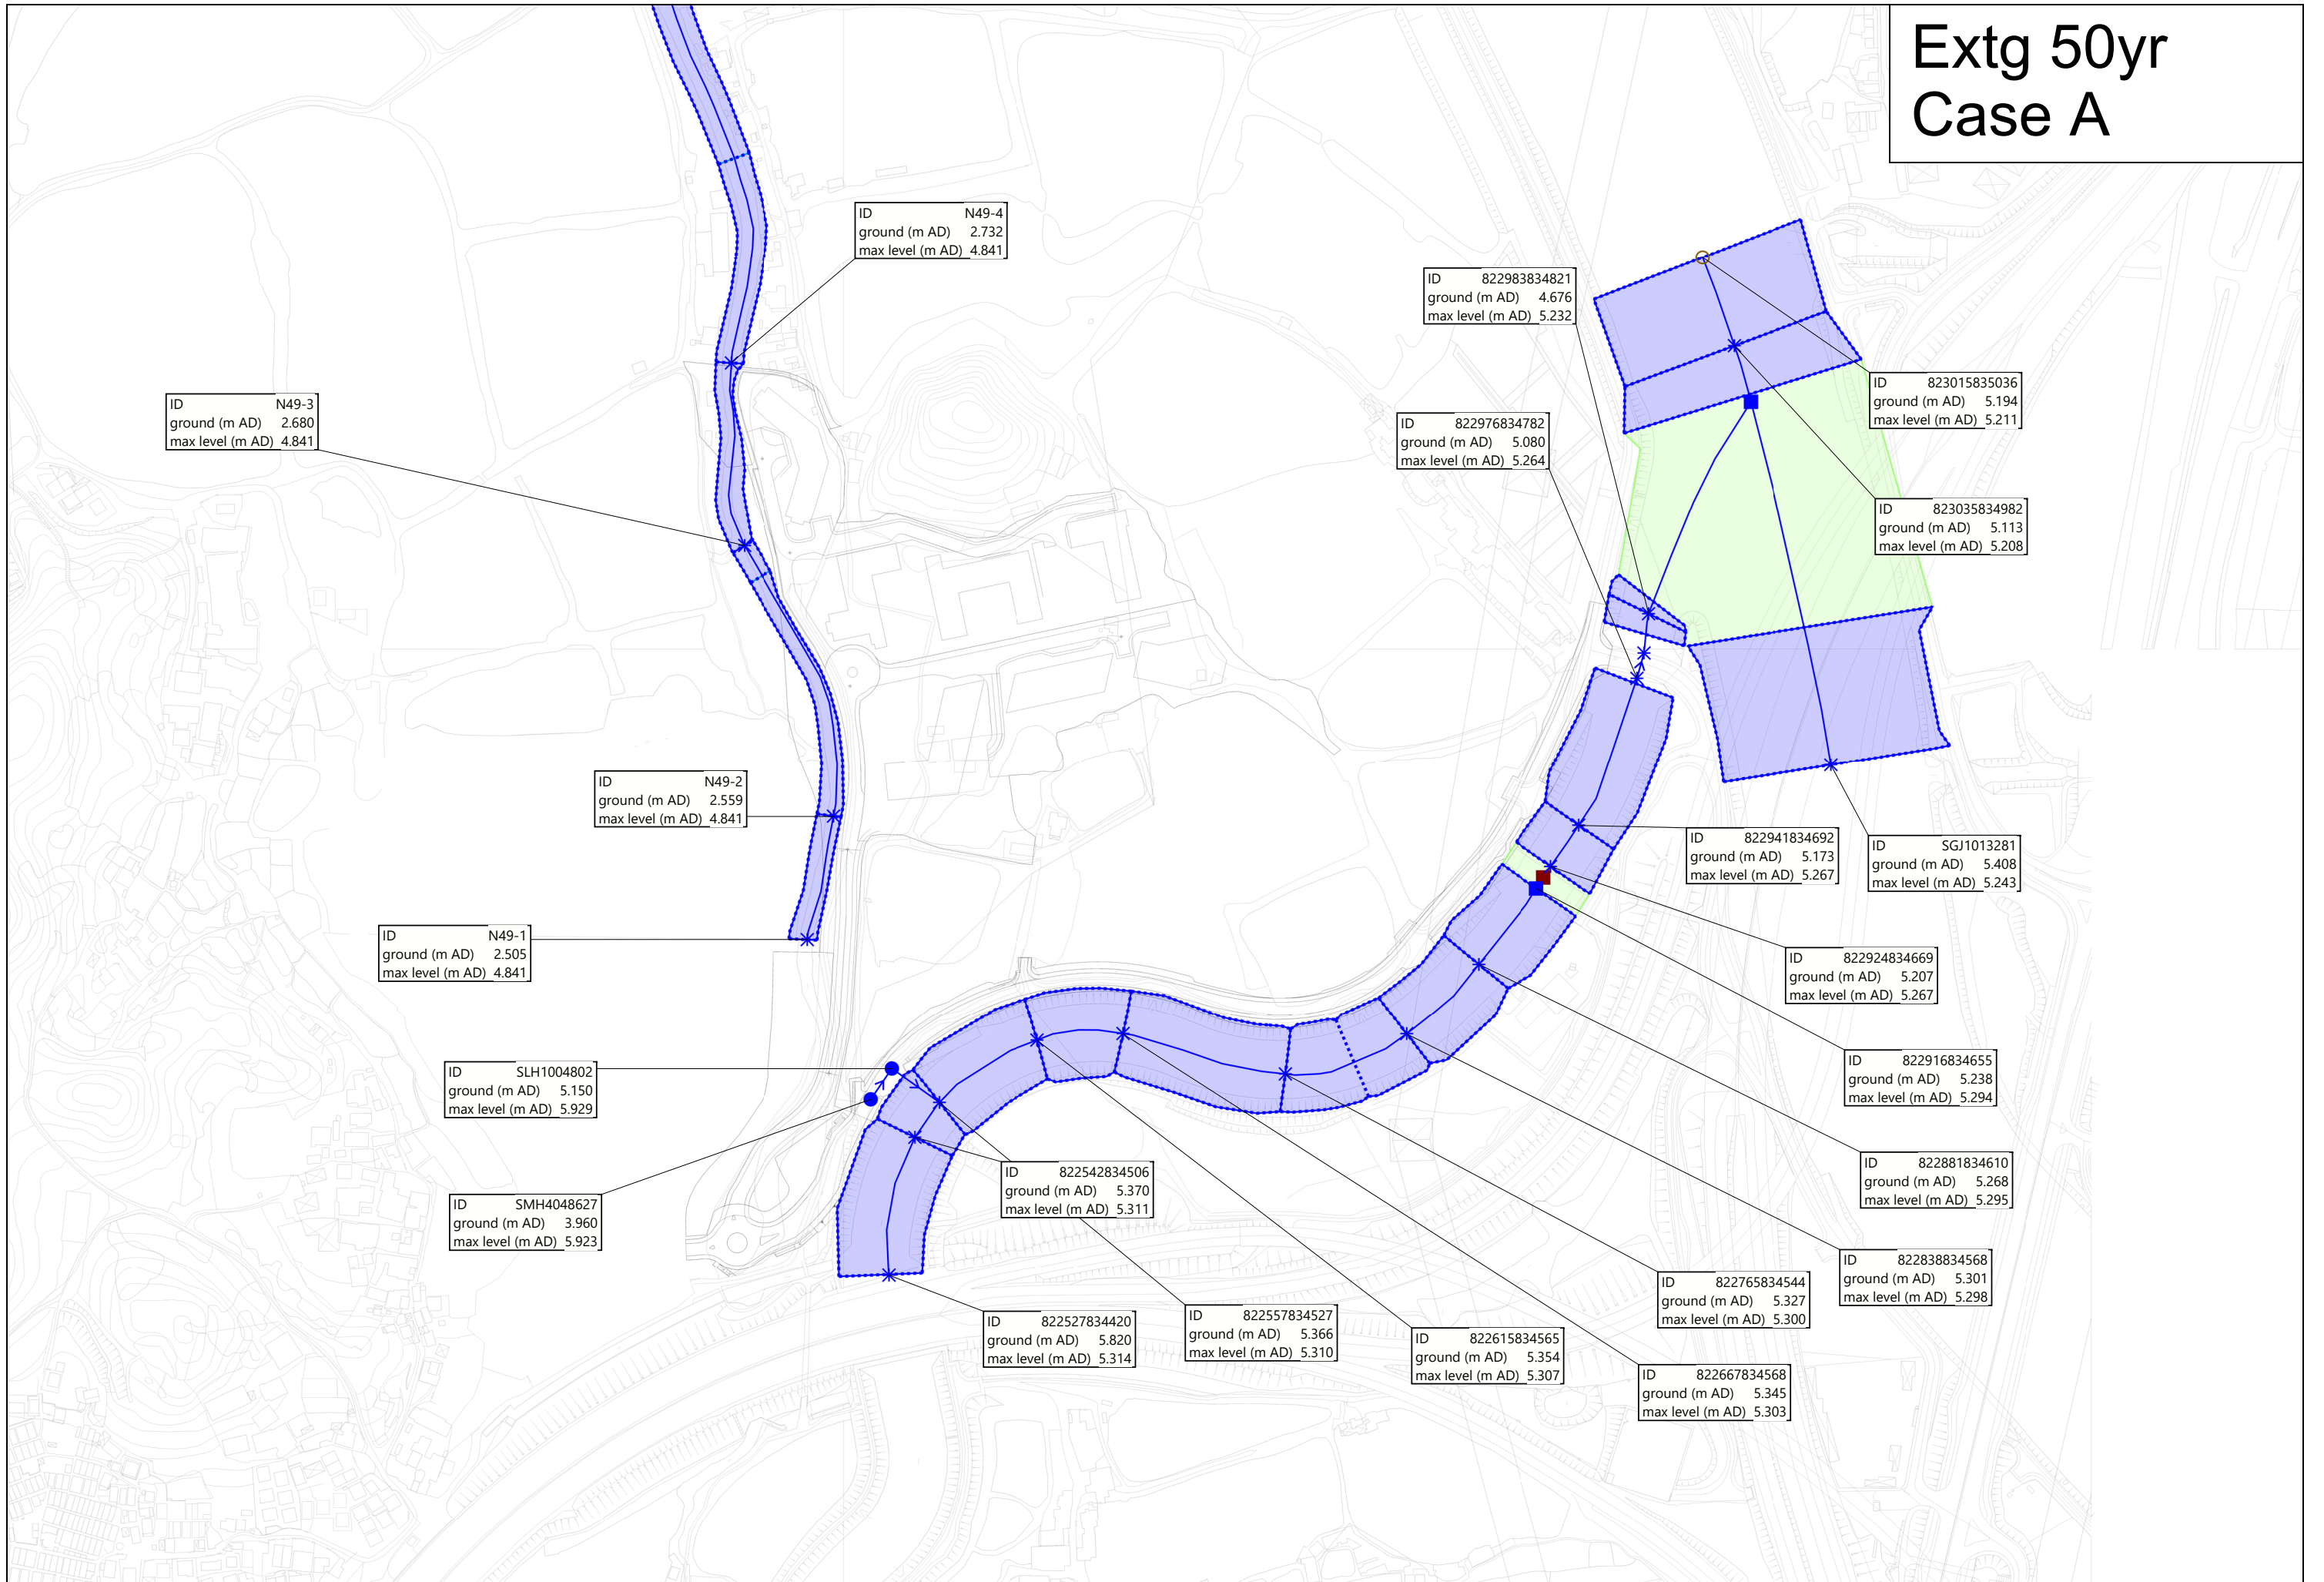 Extg 50yr
Case A
ID N49-4
ground (m AD) 2.732
max level (m AD) 4.841
ID 822983834821
ground (m AD) 4.676
max level (m AD) 5.232
ID 823015835036
ground (m AD) 5.194
max level (m AD) 5.211
ID N49-3
ground (m AD) 2.680
max level (m AD) 4.841
ID 822976834782
ground (m AD) 5.080
max level (m AD) 5.264
ID 823035834982
ground (m AD) 5.113
max level (m AD) 5.208
ID N49-2
ground (m AD) 2.559
max level (m AD) 4.841
ID 822941834692
ground (m AD) 5.173
max level (m AD) 5.267
ID SGJ1013281
ground (m AD) 5.408
max level (m AD) 5.243
ID N49-1
ground (m AD) 2.505
max level (m AD) 4.841
ID 822924834669
ground (m AD) 5.207
max level (m AD) 5.267
ID SLH1004802
ground (m AD) 5.150
max level (m AD) 5.929
ID 822916834655
ground (m AD) 5.238
max level (m AD) 5.294
ID 822542834506
ground (m AD) 5.370
max level (m AD) 5.311
ID 822881834610
ground (m AD) 5.268
max level (m AD) 5.295
ID SMH4048627
ground (m AD) 3.960
max level (m AD) 5.923
ID 822838834568
ground (m AD) 5.301
max level (m AD) 5.298
ID 822765834544
ground (m AD) 5.327
max level (m AD) 5.300
ID 822527834420
ground (m AD) 5.820
max level (m AD) 5.314
ID 822557834527
ground (m AD) 5.366
max level (m AD) 5.310
ID 822615834565
ground (m AD) 5.354
max level (m AD) 5.307
ID 822667834568
ground (m AD) 5.345
max level (m AD) 5.303